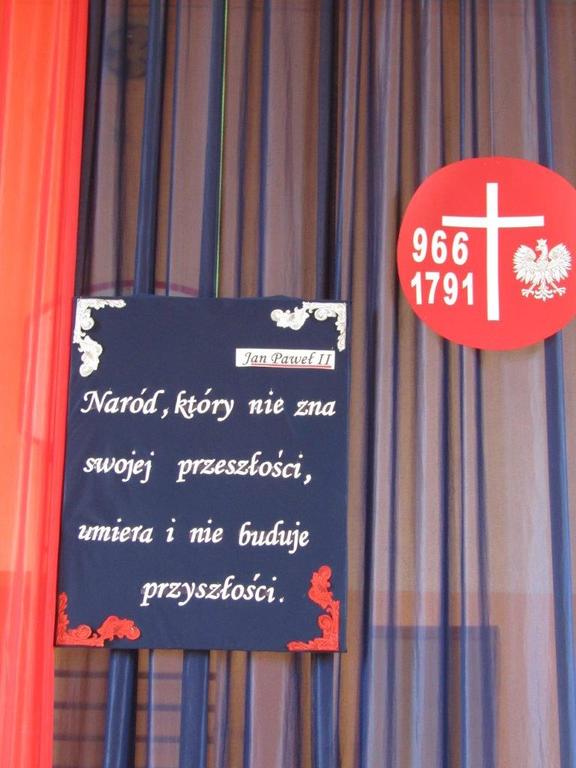 966
1791
Jan Paweł II
Naród, który nie zna
swojej przeszłości,
umiera i nie buduje
przyszłości.